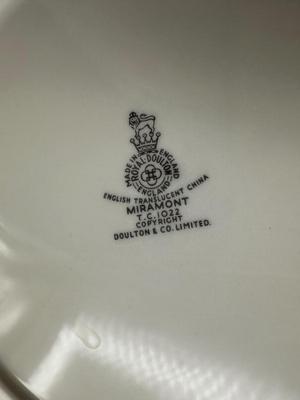 MADE IN ENGLAND
ROYAL·DOULTON
ENGLAND
ENGLISH TRANSLUCENT CHINA
MIRAMONT
T.C.1022
COPYRIGHT
DOULTON & CO. LIMITED.